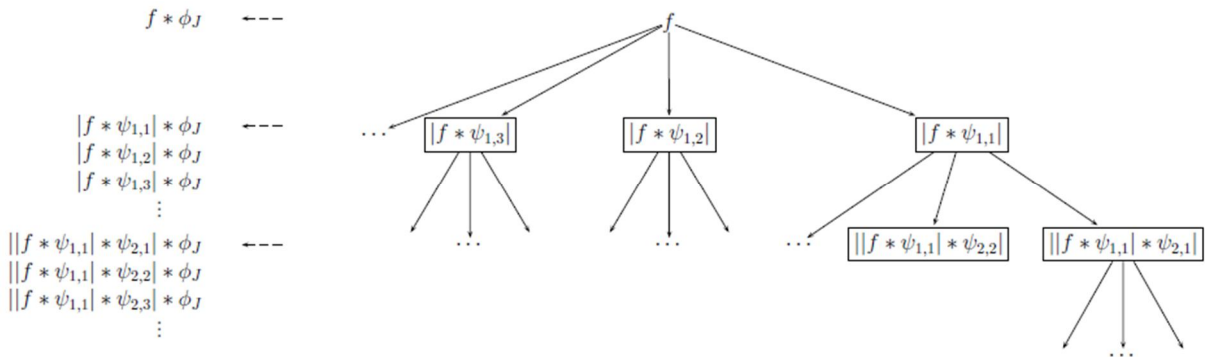 f ∗ ϕ_J f
|f ∗ ψ_{1,1}| ∗ ϕ_J ⋯ |f ∗ ψ_{1,3}| |f ∗ ψ_{1,2}| |f ∗ ψ_{1,1}|
|f ∗ ψ_{1,2}| ∗ ϕ_J
|f ∗ ψ_{1,3}| ∗ ϕ_J
⋮
||f ∗ ψ_{1,1}| ∗ ψ_{2,1}| ∗ ϕ_J ⋯ ⋯ ⋯ ||f ∗ ψ_{1,1}| ∗ ψ_{2,2}| ||f ∗ ψ_{1,1}| ∗ ψ_{2,1}|
||f ∗ ψ_{1,1}| ∗ ψ_{2,2}| ∗ ϕ_J
||f ∗ ψ_{1,1}| ∗ ψ_{2,3}| ∗ ϕ_J
⋮
⋯